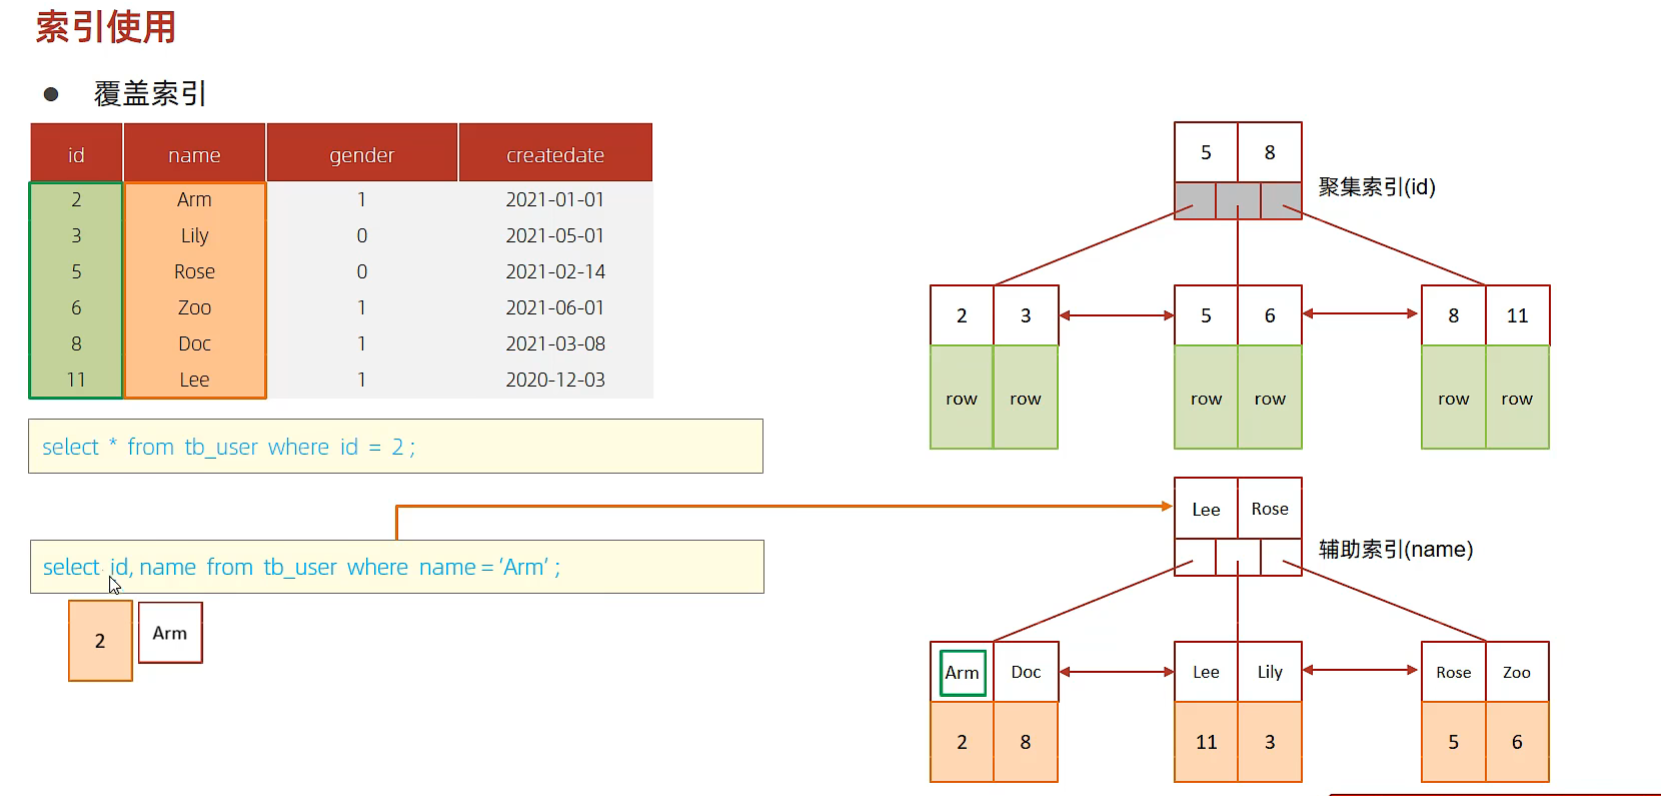 索引使用
● 覆盖索引
id name gender createdate
2 Arm 1 2021-01-01
3 Lily 0 2021-05-01
5 Rose 0 2021-02-14
6 Zoo 1 2021-06-01
8 Doc 1 2021-03-08
11 Lee 1 2020-12-03
select * from tb_user where id = 2 ;
select id, name from tb_user where name = 'Arm' ;
2 Arm
5 8
聚集索引(id)
2 3 5 6 8 11
row row row row row row
Lee Rose
辅助索引(name)
Arm Doc Lee Lily Rose Zoo
2 8 11 3 5 6